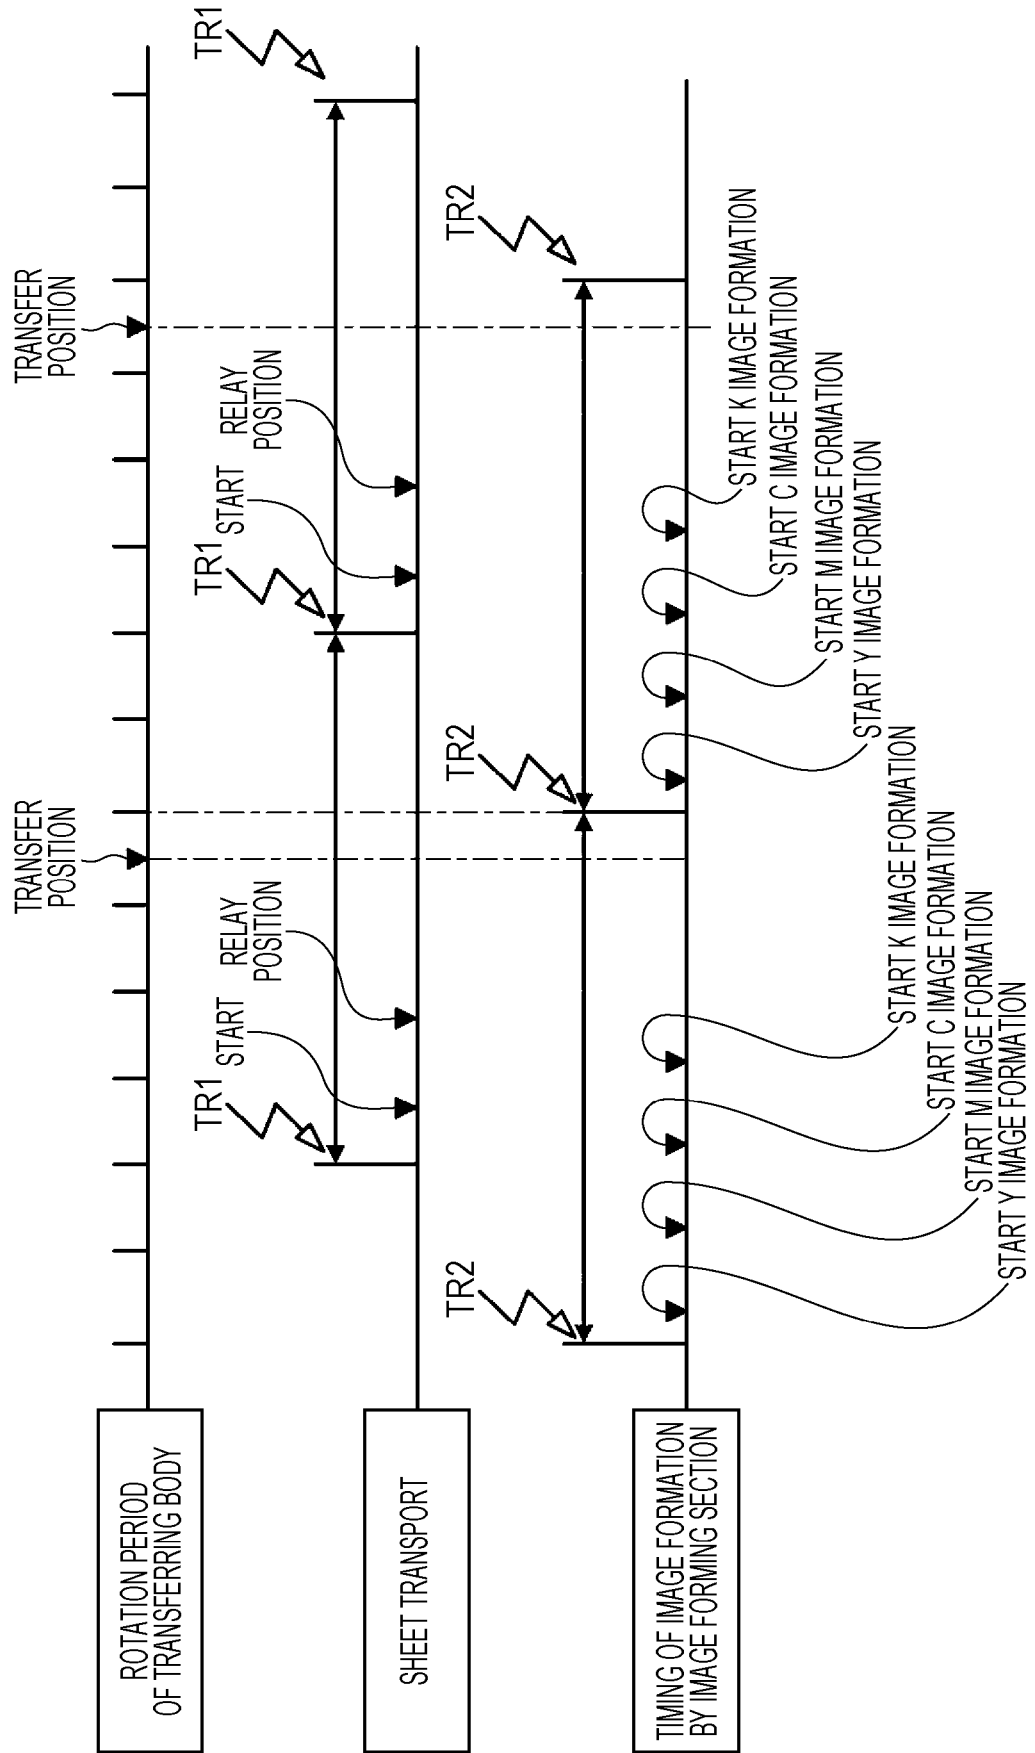 ROTATION PERIOD
OF TRANSFERRING BODY
TRANSFER
POSITION
TRANSFER
POSITION
SHEET TRANSPORT
TR1
START
RELAY
POSITION
TR1
START
RELAY
POSITION
TR1
TIMING OF IMAGE FORMATION
BY IMAGE FORMING SECTION
TR2
TR2
TR2
START K IMAGE FORMATION
START C IMAGE FORMATION
START M IMAGE FORMATION
START Y IMAGE FORMATION
START K IMAGE FORMATION
START C IMAGE FORMATION
START M IMAGE FORMATION
START Y IMAGE FORMATION